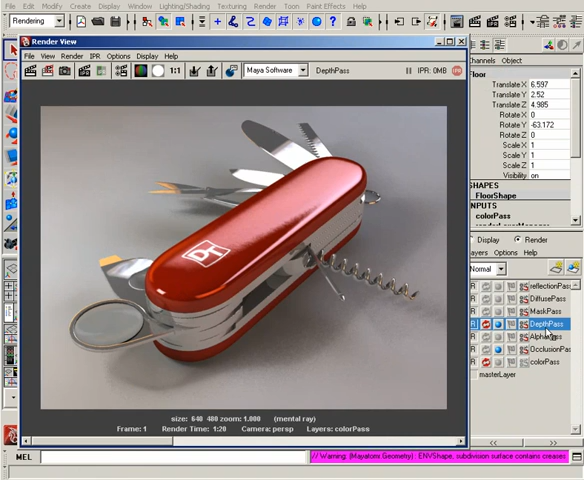 Edit Modify Create Display Window Lighting/Shading Texturing Render Toon Paint Effects Help
Rendering
Render View
File View Render IPR Options Display Help
1:1 Maya Software DepthPass IPR: 0MB
Channels Object
Floor
Translate X 6.597
Translate Y 2.52
Translate Z 4.985
Rotate X 0
Rotate Y -63.172
Rotate Z 0
Scale X 1
Scale Y 1
Scale Z 1
Visibility on
SHAPES
FloorShape
INPUTS
colorPass
Display Render
Layers Options Help
Normal
R reflectionPas
R DiffusePass
R MaskPass
R DepthPass
R
R OcclusionPa
R colorPass
masterLayer
DT
size: 640 480 zoom: 1.000 (mental ray)
Frame: 1 Render Time: 1:20 Camera: persp Layers: colorPass
MEL // Warning: (Mayatomr.Geometry): ENVShape, subdivision surface contains creases